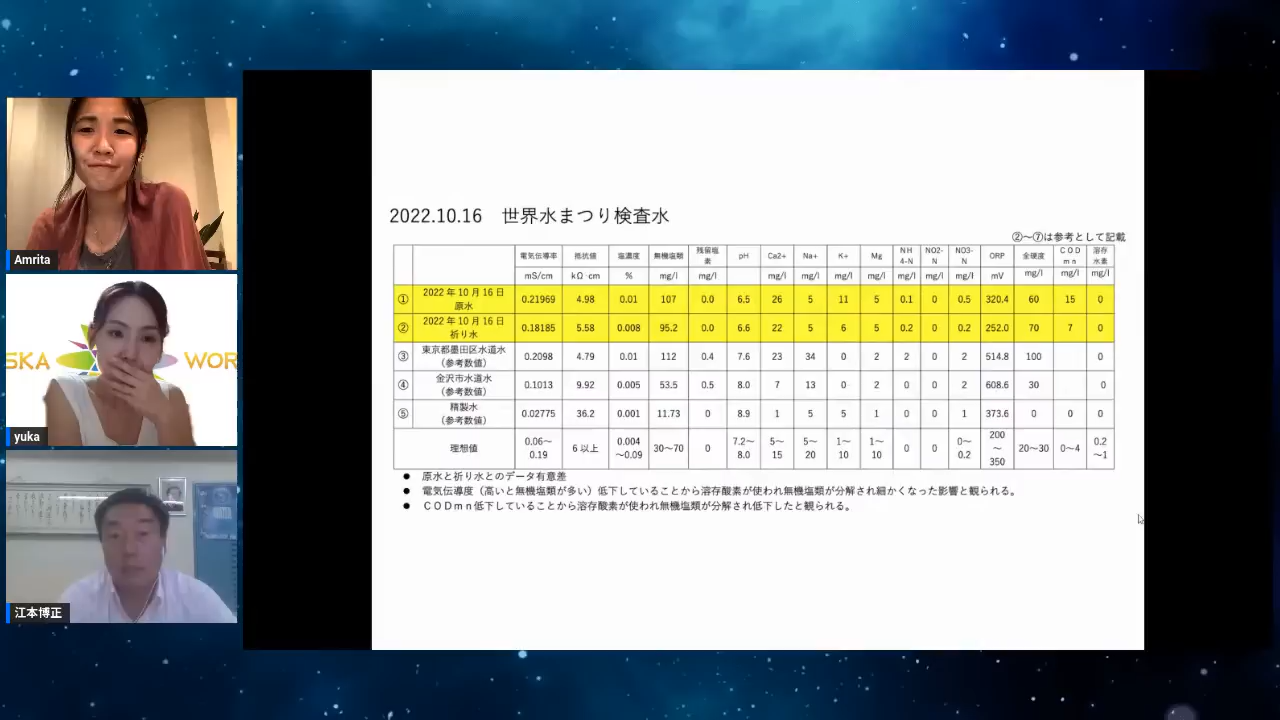 Amrita
SKA WOR
yuka
江本博正
2022.10.16 世界水まつり検査水
②〜⑦は参考として記載
電気伝導率 抵抗値 塩濃度 無機塩類 残留塩素 pH Ca2+ Na+ K+ Mg NH4-N NO2-N NO3-N ORP 全硬度 CODmn 溶存水素
mS/cm kΩ·cm % mg/l mg/l mg/l mg/l mg/l mg/l mg/l mg/l mg/l mV mg/l mg/l mg/l
① 2022年10月16日 原水 0.21969 4.98 0.01 107 0.0 6.5 26 5 11 5 0.1 0 0.5 320.4 60 15 0
② 2022年10月16日 祈り水 0.18185 5.58 0.008 95.2 0.0 6.6 22 5 6 5 0.2 0 0.2 252.0 70 7 0
③ 東京都墨田区水道水 (参考数値) 0.2098 4.79 0.01 112 0.4 7.6 23 34 0 2 2 0 2 514.8 100 0
④ 金沢市水道水 (参考数値) 0.1013 9.92 0.005 53.5 0.5 8.0 7 13 0 2 0 0 2 608.6 30 0
⑤ 精製水 (参考数値) 0.02775 36.2 0.001 11.73 0 8.9 1 5 5 1 0 0 1 373.6 0 0 0
理想値 0.06〜0.19 6以上 0.004〜0.09 30〜70 0 7.2〜8.0 5〜15 5〜20 1〜10 1〜10 0 0 0〜0.2 200〜350 20〜30 0〜4 0.2〜1
● 原水と祈り水とのデータ有意差
● 電気伝導度（高いと無機塩類が多い）低下していることから溶存酸素が使われ無機塩類が分解され細かくなった影響と観られる。
● ＣＯＤｍｎ低下していることから溶存酸素が使われ無機塩類が分解され低下したと観られる。